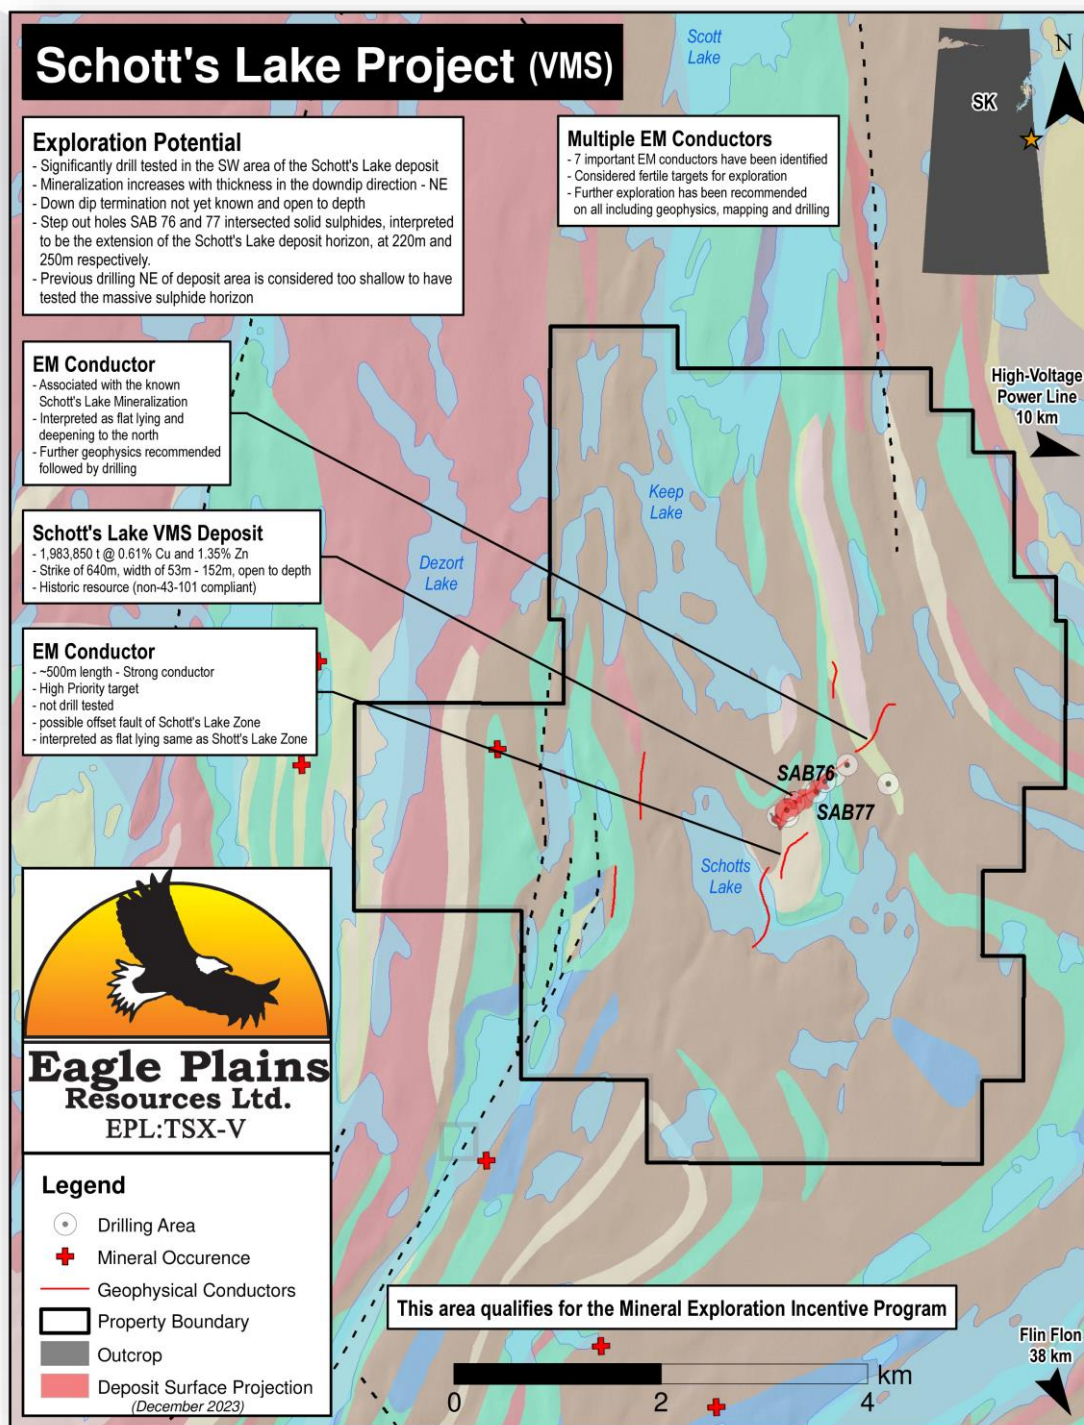 Schott's Lake Project (VMS)
Scott
Lake
SK
N
Exploration Potential
- Significantly drill tested in the SW area of the Schott's Lake deposit
- Mineralization increases with thickness in the downdip direction - NE
- Down dip termination not yet known and open to depth
- Step out holes SAB 76 and 77 intersected solid sulphides, interpreted
to be the extension of the Schott's Lake deposit horizon, at 220m and
250m respectively.
- Previous drilling NE of deposit area is considered too shallow to have
tested the massive sulphide horizon
Multiple EM Conductors
- 7 important EM conductors have been identified
- Considered fertile targets for exploration
- Further exploration has been recommended
on all including geophysics, mapping and drilling
EM Conductor
- Associated with the known
Schott's Lake Mineralization
- Interpreted as flat lying and
deepening to the north
- Further geophysics recommended
followed by drilling
High-Voltage
Power Line
10 km
Keep
Lake
Schott's Lake VMS Deposit
- 1,983,850 t @ 0.61% Cu and 1.35% Zn
- Strike of 640m, width of 53m - 152m, open to depth
- Historic resource (non-43-101 compliant)
Dezort
Lake
EM Conductor
- ~500m length - Strong conductor
- High Priority target
- not drill tested
- possible offset fault of Schott's Lake Zone
- interpreted as flat lying same as Shott's Lake Zone
SAB76
SAB77
Schotts
Lake
Eagle Plains
Resources Ltd.
EPL:TSX-V
Legend
Drilling Area
Mineral Occurence
Geophysical Conductors
Property Boundary
Outcrop
Deposit Surface Projection
(December 2023)
This area qualifies for the Mineral Exploration Incentive Program
Flin Flon
38 km
km
0 2 4